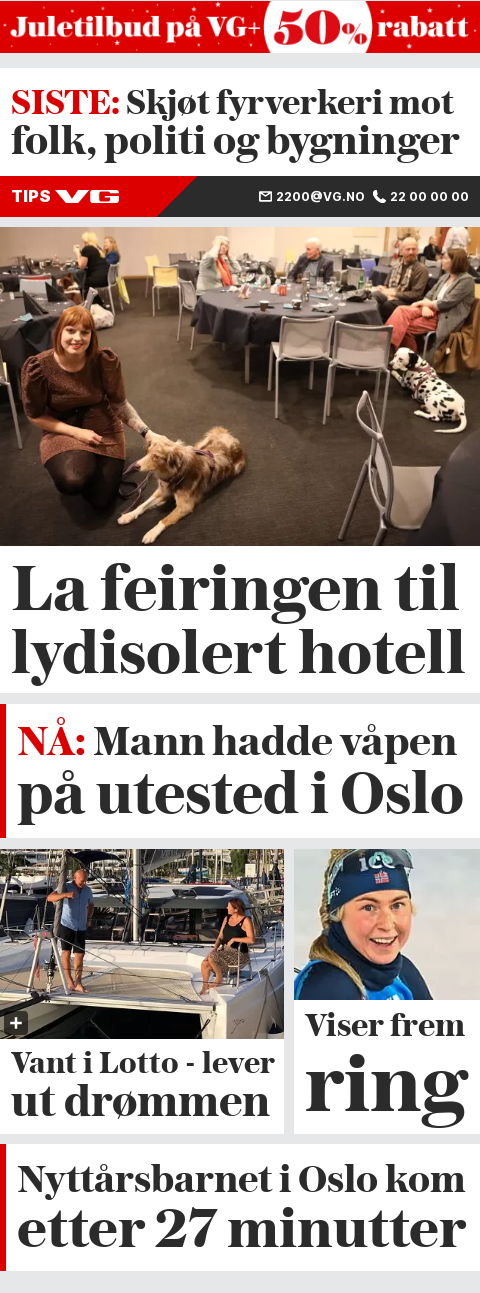 Juletilbud på VG+ 50% rabatt
SISTE: Skjøt fyrverkeri mot
folk, politi og bygninger
TIPS VG 2200@VG.NO 22 00 00 00
La feiringen til
lydisolert hotell
NÅ: Mann hadde våpen
på utested i Oslo
Vant i Lotto - lever
ut drømmen
Viser frem
ring
Nyttårsbarnet i Oslo kom
etter 27 minutter